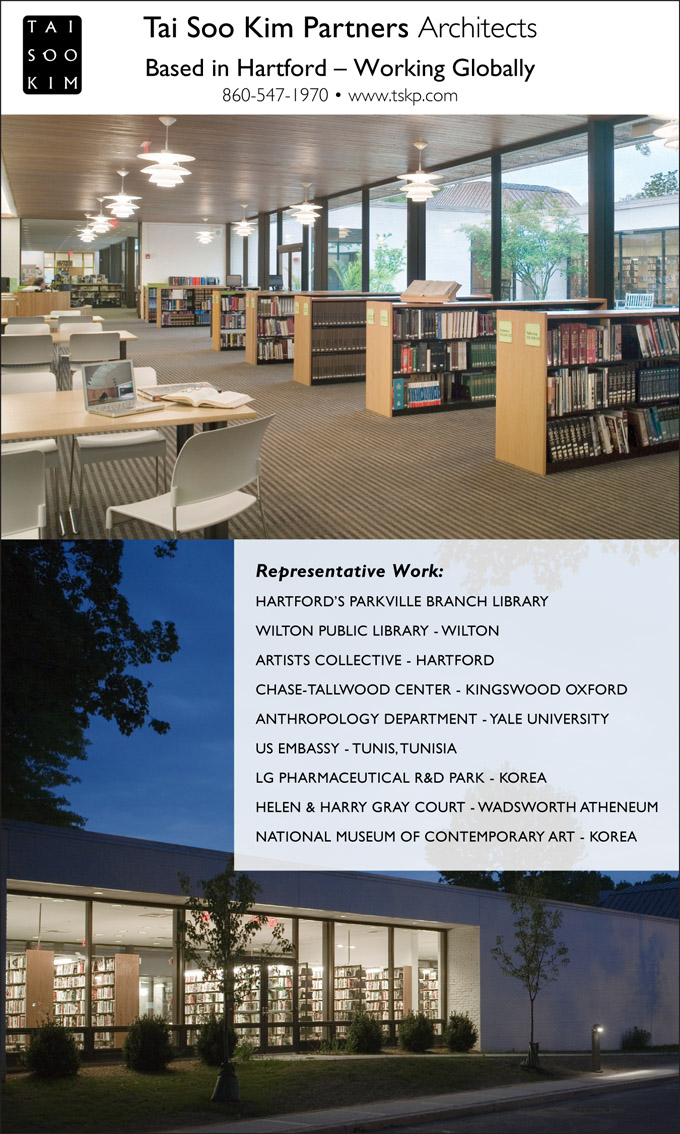 TAI
SOO
KIM
Tai Soo Kim Partners Architects
Based in Hartford – Working Globally
860-547-1970 • www.tskp.com
Representative Work:
HARTFORD'S PARKVILLE BRANCH LIBRARY
WILTON PUBLIC LIBRARY - WILTON
ARTISTS COLLECTIVE - HARTFORD
CHASE-TALLWOOD CENTER - KINGSWOOD OXFORD
ANTHROPOLOGY DEPARTMENT - YALE UNIVERSITY
US EMBASSY - TUNIS, TUNISIA
LG PHARMACEUTICAL R&D PARK - KOREA
HELEN & HARRY GRAY COURT - WADSWORTH ATHENEUM
NATIONAL MUSEUM OF CONTEMPORARY ART - KOREA